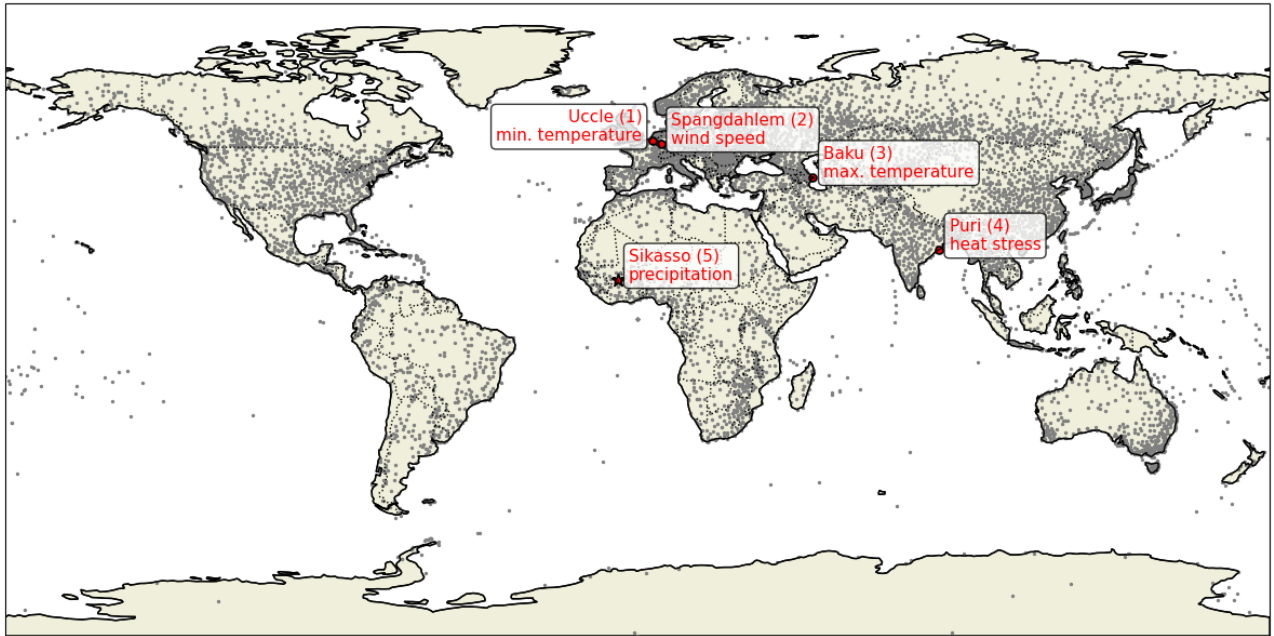 Uccle (1)
min. temperature
Spangdahlem (2)
wind speed
Baku (3)
max. temperature
Puri (4)
heat stress
Sikasso (5)
precipitation